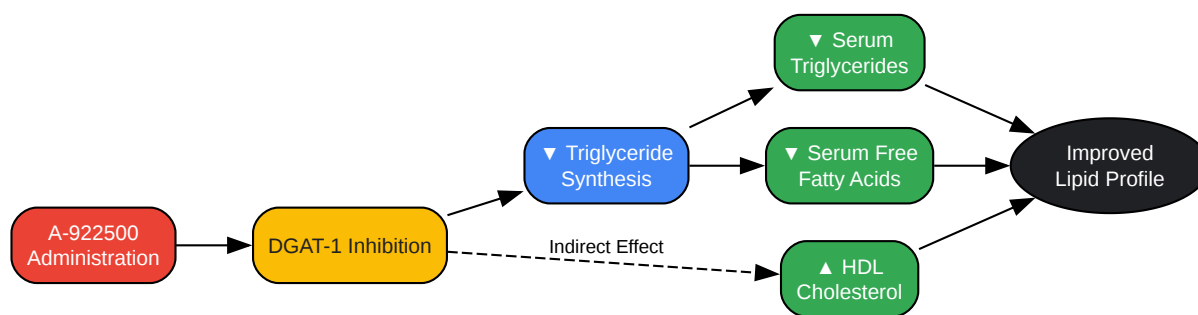 A-922500
Administration
DGAT-1 Inhibition
▼ Triglyceride
Synthesis
Indirect Effect
▼ Serum
Triglycerides
▼ Serum Free
Fatty Acids
▲ HDL
Cholesterol
Improved
Lipid Profile